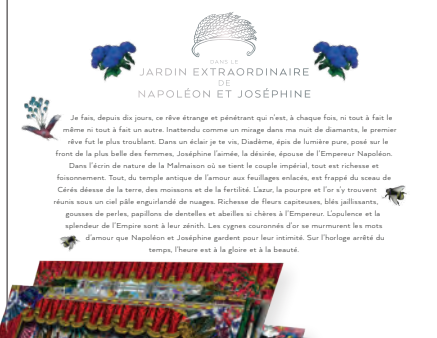 DANS LE
JARDIN EXTRAORDINAIRE
DE
NAPOLÉON ET JOSÉPHINE
Je fais, depuis dix jours, ce rêve étrange et pénétrant qui n'est, à chaque fois, ni tout à fait le
même ni tout à fait un autre. Inattendu comme un mirage dans ma nuit de diamants, le premier
rêve fut le plus troublant. Dans un éclair je te vis, Diadème, épis de lumière pure, posé sur le
front de la plus belle des femmes, Joséphine l'aimée, la désirée, épouse de l'Empereur Napoléon.
Dans l'écrin de nature de la Malmaison où se tient le couple impérial, tout est richesse et
foisonnement. Tout, du temple antique de l'amour aux feuillages enlacés, est frappé du sceau de
Cérés déesse de la terre, des moissons et de la fertilité. L'azur, la pourpre et l'or s'y trouvent
réunis sous un ciel pâle enguirlandé de nuages. Richesse de fleurs capiteuses, blés jaillissants,
gousses de perles, papillons de dentelles et abeilles si chères à l'Empereur. L'opulence et la
splendeur de l'Empire sont à leur zénith. Les cygnes couronnés d'or se murmurent les mots
d'amour que Napoléon et Joséphine gardent pour leur intimité. Sur l'horloge arrêté du
temps, l'heure est à la gloire et à la beauté.